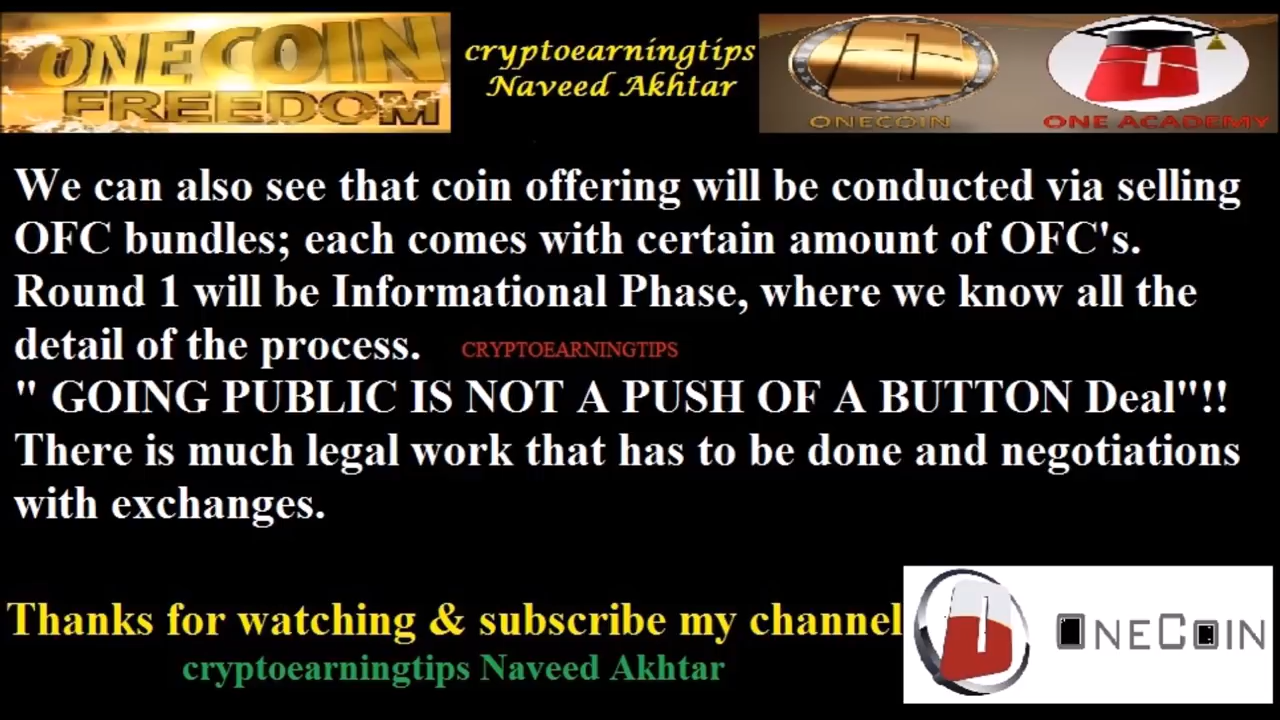 ONECOIN
FREEDOM
cryptoearningtips
Naveed Akhtar
ONECOIN
ONE ACADEMY
We can also see that coin offering will be conducted via selling
OFC bundles; each comes with certain amount of OFC's.
Round 1 will be Informational Phase, where we know all the
detail of the process. CRYPTOEARNINGTIPS
" GOING PUBLIC IS NOT A PUSH OF A BUTTON Deal"!!
There is much legal work that has to be done and negotiations
with exchanges.
Thanks for watching & subscribe my channel
cryptoearningtips Naveed Akhtar
ONECOIN